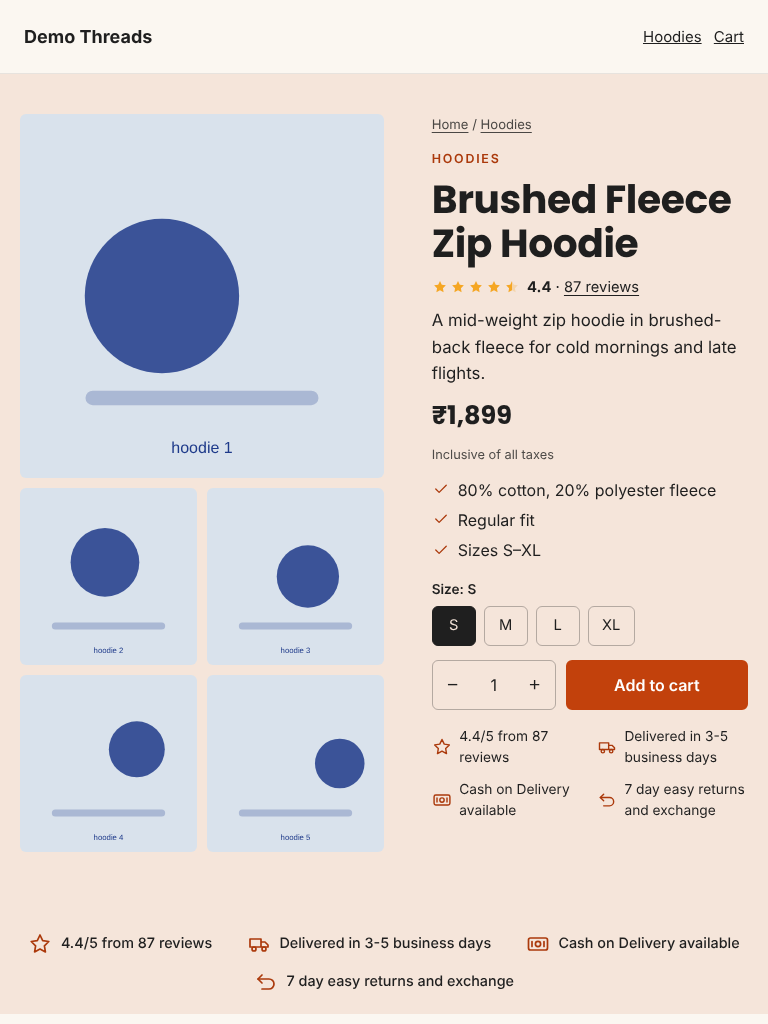 Demo Threads
Hoodies Cart
hoodie 1
hoodie 2
hoodie 3
hoodie 4
hoodie 5
Home / Hoodies
HOODIES
Brushed Fleece
Zip Hoodie
4.4 · 87 reviews
A mid-weight zip hoodie in brushed-
back fleece for cold mornings and late
flights.
₹1,899
Inclusive of all taxes
80% cotton, 20% polyester fleece
Regular fit
Sizes S–XL
Size: S
S M L XL
− 1 +
Add to cart
4.4/5 from 87
reviews
Delivered in 3-5
business days
Cash on Delivery
available
7 day easy returns
and exchange
4.4/5 from 87 reviews
Delivered in 3-5 business days
Cash on Delivery available
7 day easy returns and exchange